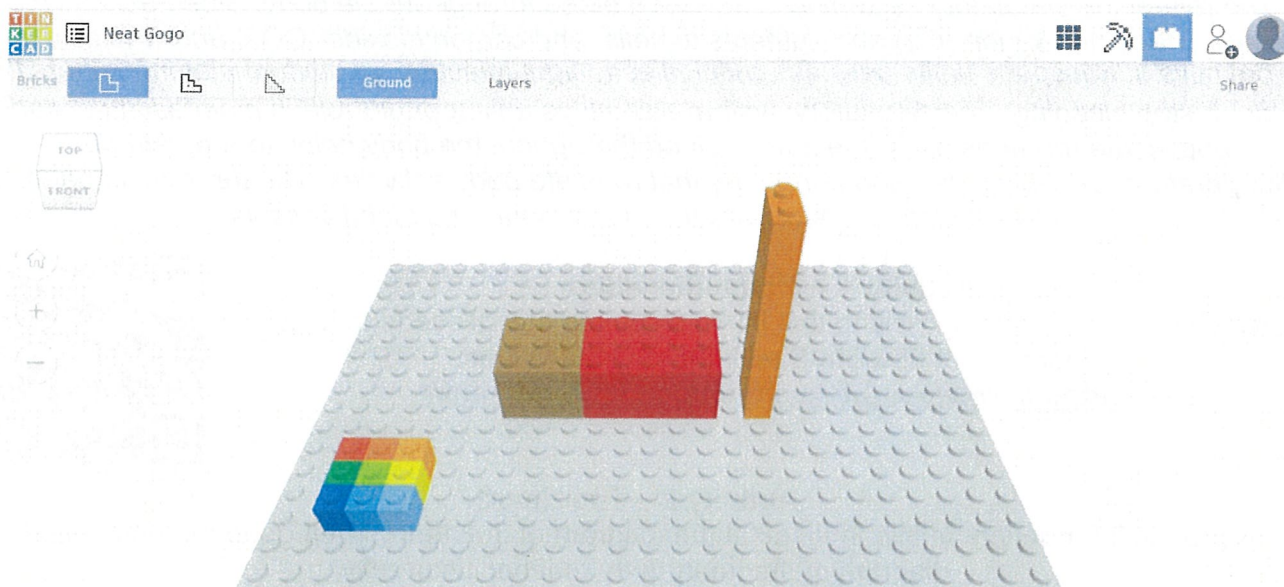 TIN
KER
CAD
Neat Gogo
Bricks
Ground
Layers
Share
TOP
FRONT